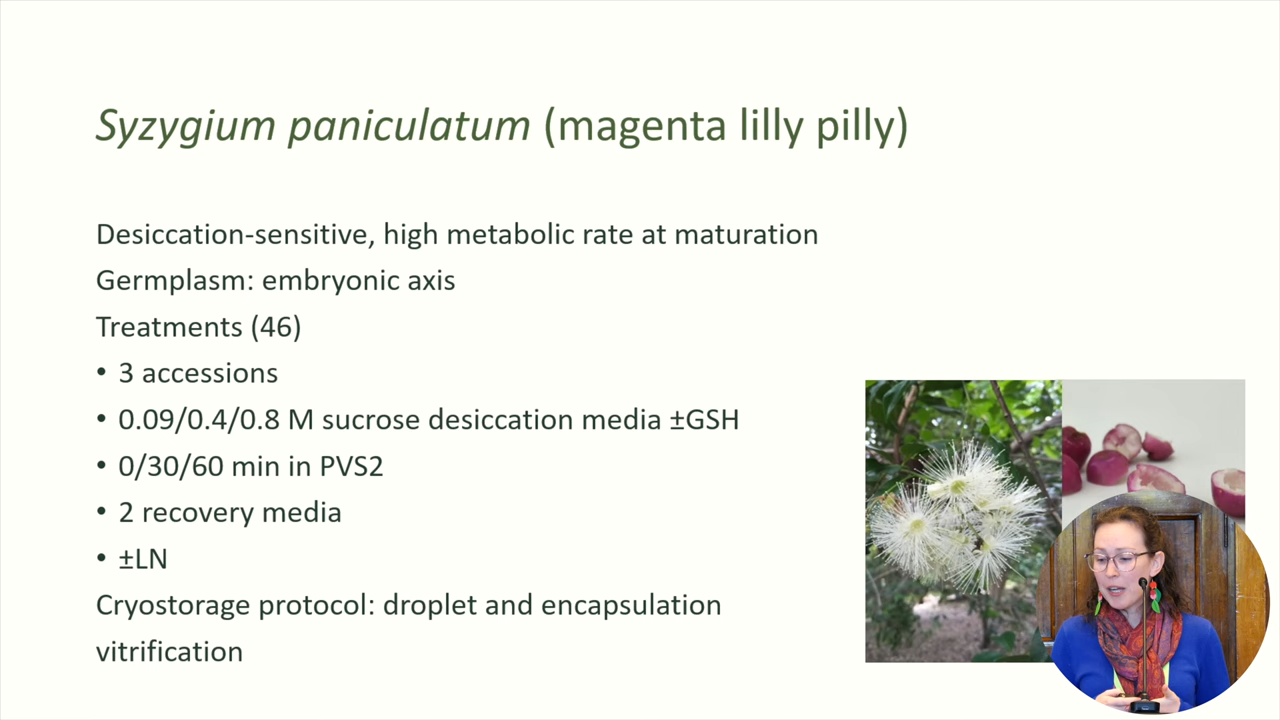 Syzygium paniculatum (magenta lilly pilly)
Desiccation-sensitive, high metabolic rate at maturation
Germplasm: embryonic axis
Treatments (46)
• 3 accessions
• 0.09/0.4/0.8 M sucrose desiccation media ±GSH
• 0/30/60 min in PVS2
• 2 recovery media
• ±LN
Cryostorage protocol: droplet and encapsulation
vitrification